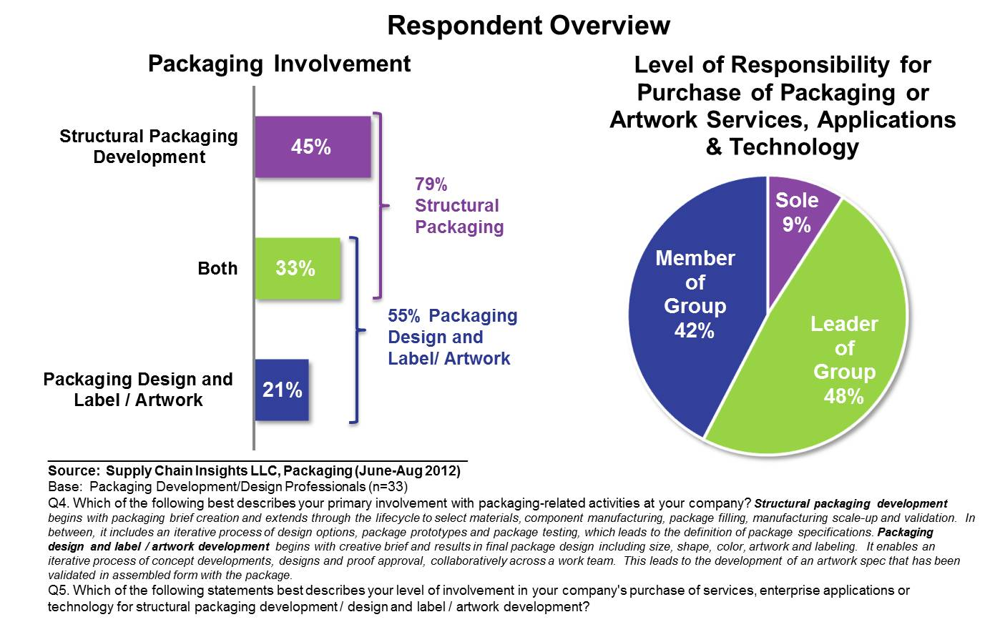 Respondent Overview
Packaging Involvement
Structural Packaging
Development
45%
79%
Structural
Packaging
Both
33%
55% Packaging
Design and
Label/ Artwork
Packaging Design and
Label / Artwork
21%
Level of Responsibility for
Purchase of Packaging or
Artwork Services, Applications
& Technology
Sole
9%
Member
of
Group
42%
Leader
of
Group
48%
Source: Supply Chain Insights LLC, Packaging (June-Aug 2012)
Base: Packaging Development/Design Professionals (n=33)
Q4. Which of the following best describes your primary involvement with packaging-related activities at your company? Structural packaging development
begins with packaging brief creation and extends through the lifecycle to select materials, component manufacturing, package filling, manufacturing scale-up and validation. In
between, it includes an iterative process of design options, package prototypes and package testing, which leads to the definition of package specifications. Packaging
design and label / artwork development begins with creative brief and results in final package design including size, shape, color, artwork and labeling. It enables an
iterative process of concept developments, designs and proof approval, collaboratively across a work team. This leads to the development of an artwork spec that has been
validated in assembled form with the package.
Q5. Which of the following statements best describes your level of involvement in your company's purchase of services, enterprise applications or
technology for structural packaging development / design and label / artwork development?